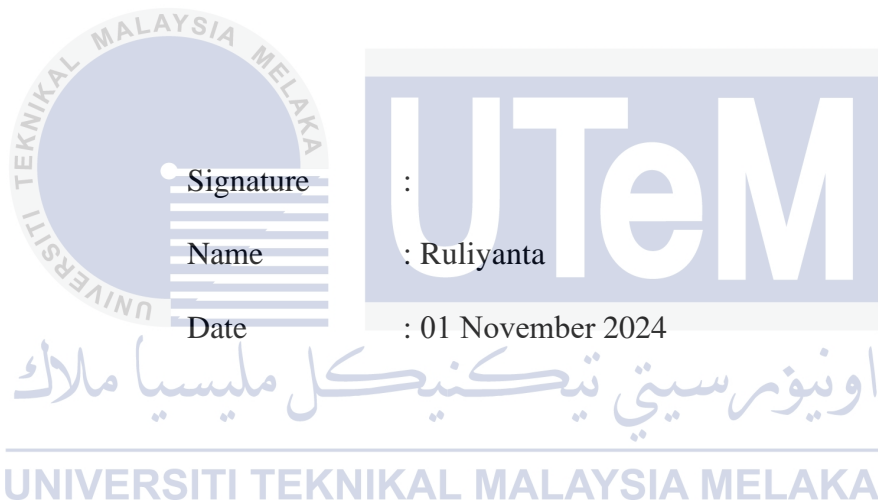 UNIVERSITI TEKNIKAL MALAYSIA MELAKA
UTeM
Signature :
Name : Ruliyanta
Date : 01 November 2024
اونيۏرسيتي تيكنيكل مليسيا ملاك
UNIVERSITI TEKNIKAL MALAYSIA MELAKA